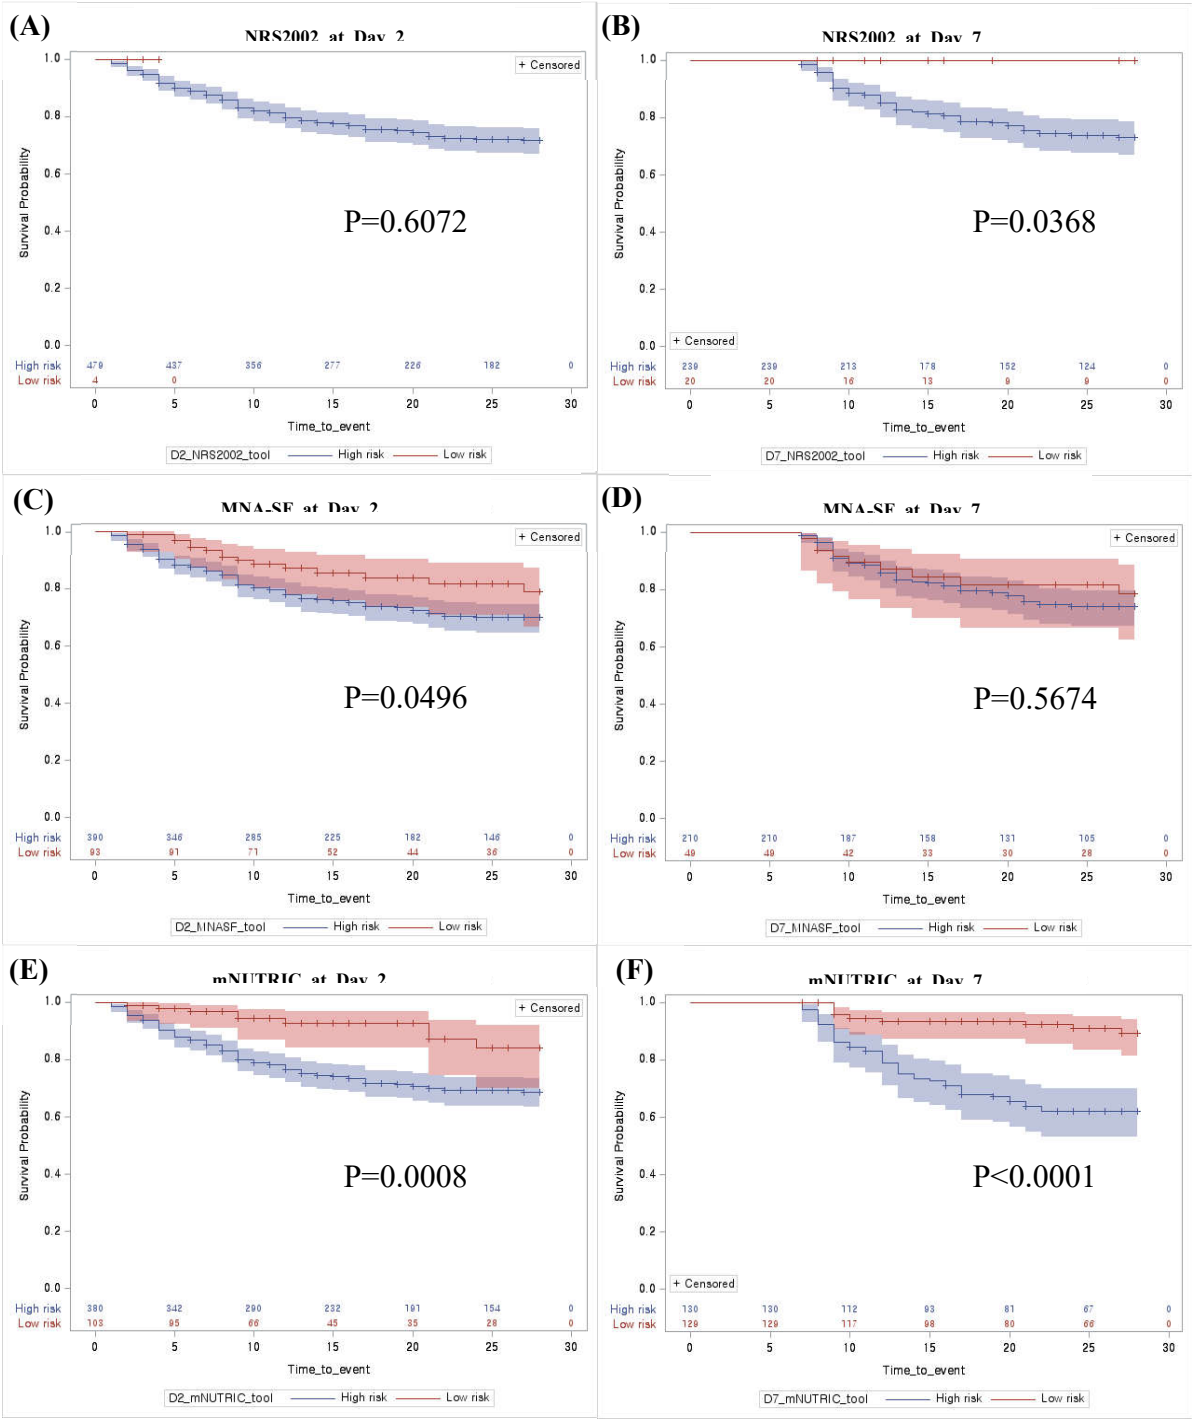 (A)
NRS2002 at Day 2
+ Censored
1.0
0.8
0.6
0.4
0.2
0.0
Survival Probability
P=0.6072
High risk 479 437 356 277 226 182 0
Low risk 4 0
0 5 10 15 20 25 30
Time_to_event
D2_NRS2002_tool High risk Low risk
(B)
NRS2002 at Day 7
1.0
0.8
0.6
0.4
0.2
0.0
Survival Probability
P=0.0368
+ Censored
High risk 239 239 213 178 152 124 0
Low risk 20 20 16 13 9 9 0
0 5 10 15 20 25 30
Time_to_event
D7_NRS2002_tool High risk Low risk
(C)
MNA-SF at Day 2
+ Censored
1.0
0.8
0.6
0.4
0.2
0.0
Survival Probability
P=0.0496
High risk 390 346 285 225 182 146 0
Low risk 93 91 71 52 44 36 0
0 5 10 15 20 25 30
Time_to_event
D2_MNASF_tool High risk Low risk
(D)
MNA-SF at Day 7
+ Censored
1.0
0.8
0.6
0.4
0.2
0.0
Survival Probability
P=0.5674
High risk 210 210 187 158 131 105 0
Low risk 49 49 42 33 30 28 0
0 5 10 15 20 25 30
Time_to_event
D7_MNASF_tool High risk Low risk
(E)
mNUTRIC at Day 2
+ Censored
1.0
0.8
0.6
0.4
0.2
0.0
Survival Probability
P=0.0008
High risk 380 342 290 232 191 154 0
Low risk 103 95 66 45 35 28 0
0 5 10 15 20 25 30
Time_to_event
D2_mNUTRIC_tool High risk Low risk
(F)
mNUTRIC at Day 7
1.0
0.8
0.6
0.4
0.2
0.0
Survival Probability
P<0.0001
+ Censored
High risk 130 130 112 93 81 67 0
Low risk 129 129 117 98 80 66 0
0 5 10 15 20 25 30
Time_to_event
D7_mNUTRIC_tool High risk Low risk